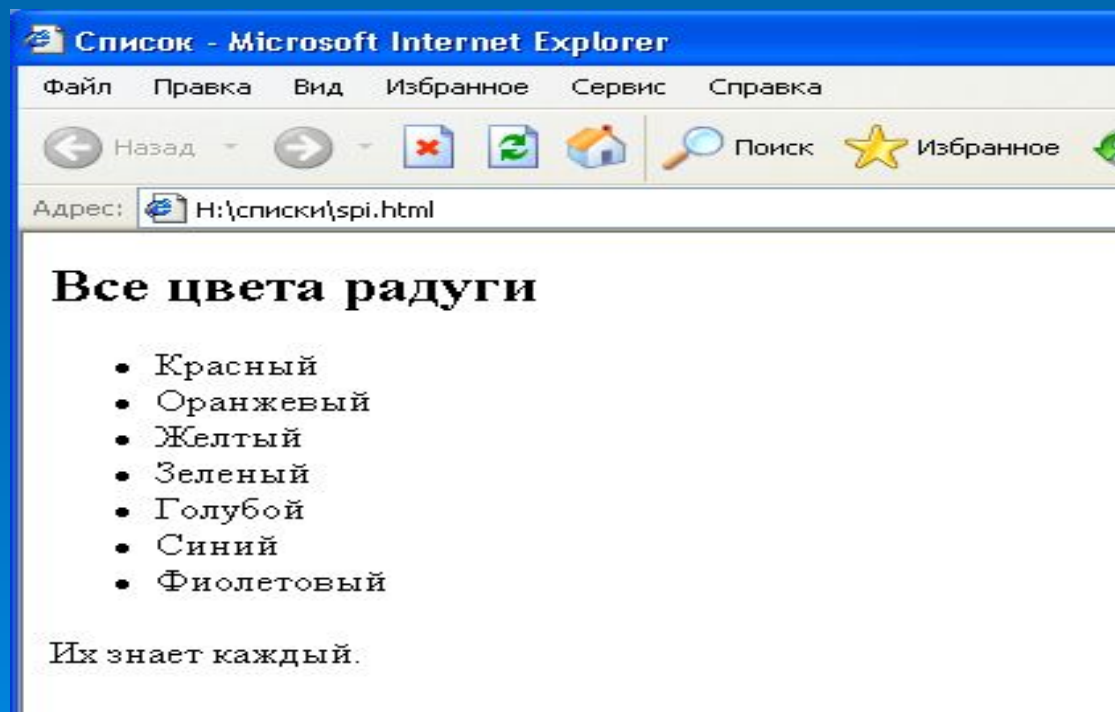 Список - Microsoft Internet Explorer
Файл Правка Вид Избранное Сервис Справка
Назад Поиск Избранное
Адрес: H:\списки\spi.html
Все цвета радуги
• Красный
• Оранжевый
• Желтый
• Зеленый
• Голубой
• Синий
• Фиолетовый
Их знает каждый.